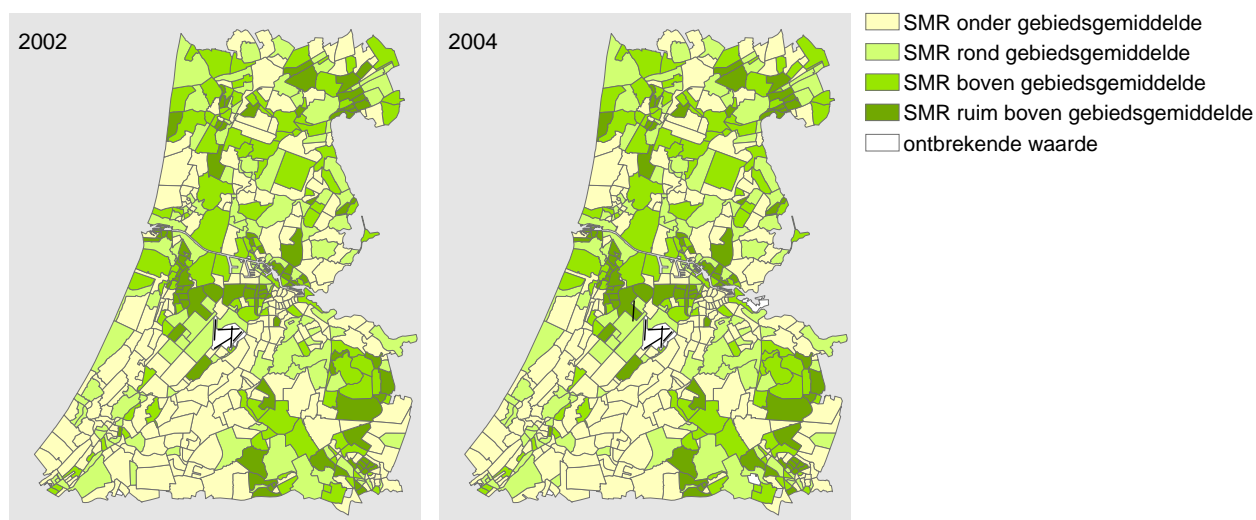 2002
2004
SMR onder gebiedsgemiddelde
SMR rond gebiedsgemiddelde
SMR boven gebiedsgemiddelde
SMR ruim boven gebiedsgemiddelde
ontbrekende waarde